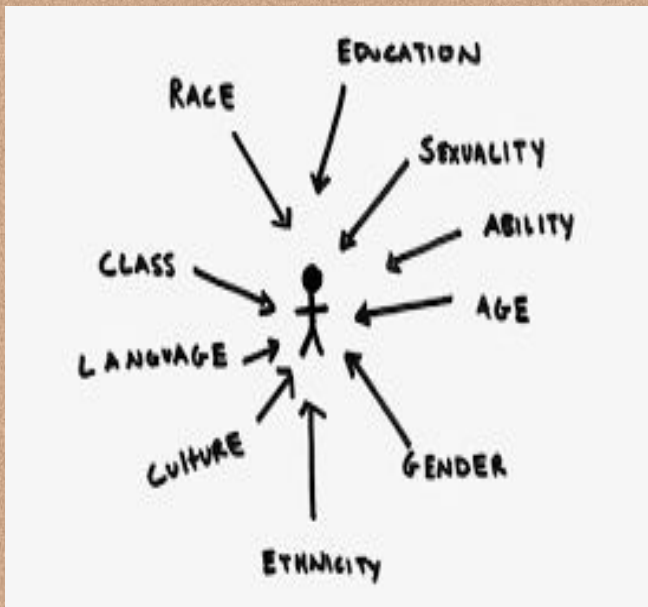 EDUCATION
RACE
SEXUALITY
ABILITY
CLASS
AGE
LANGUAGE
CULTURE
GENDER
ETHNICITY